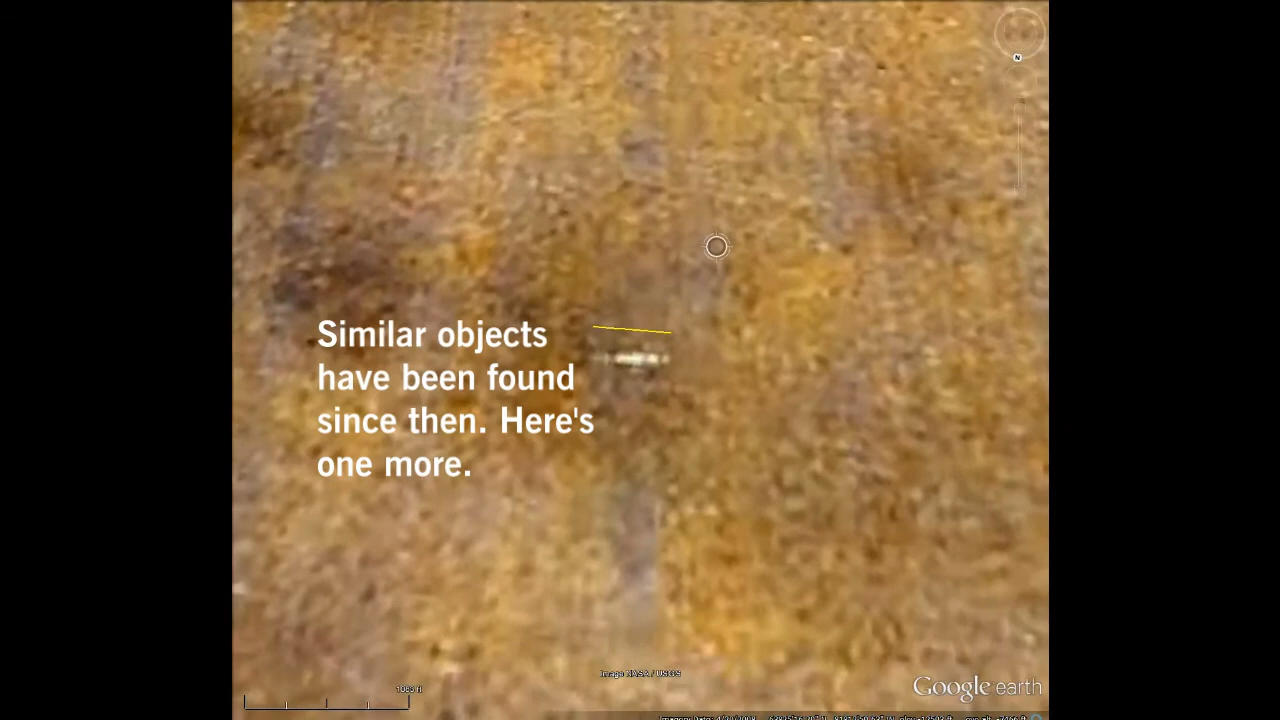 N
Similar objects
have been found
since then. Here's
one more.
Image NASA / USGS
Google earth